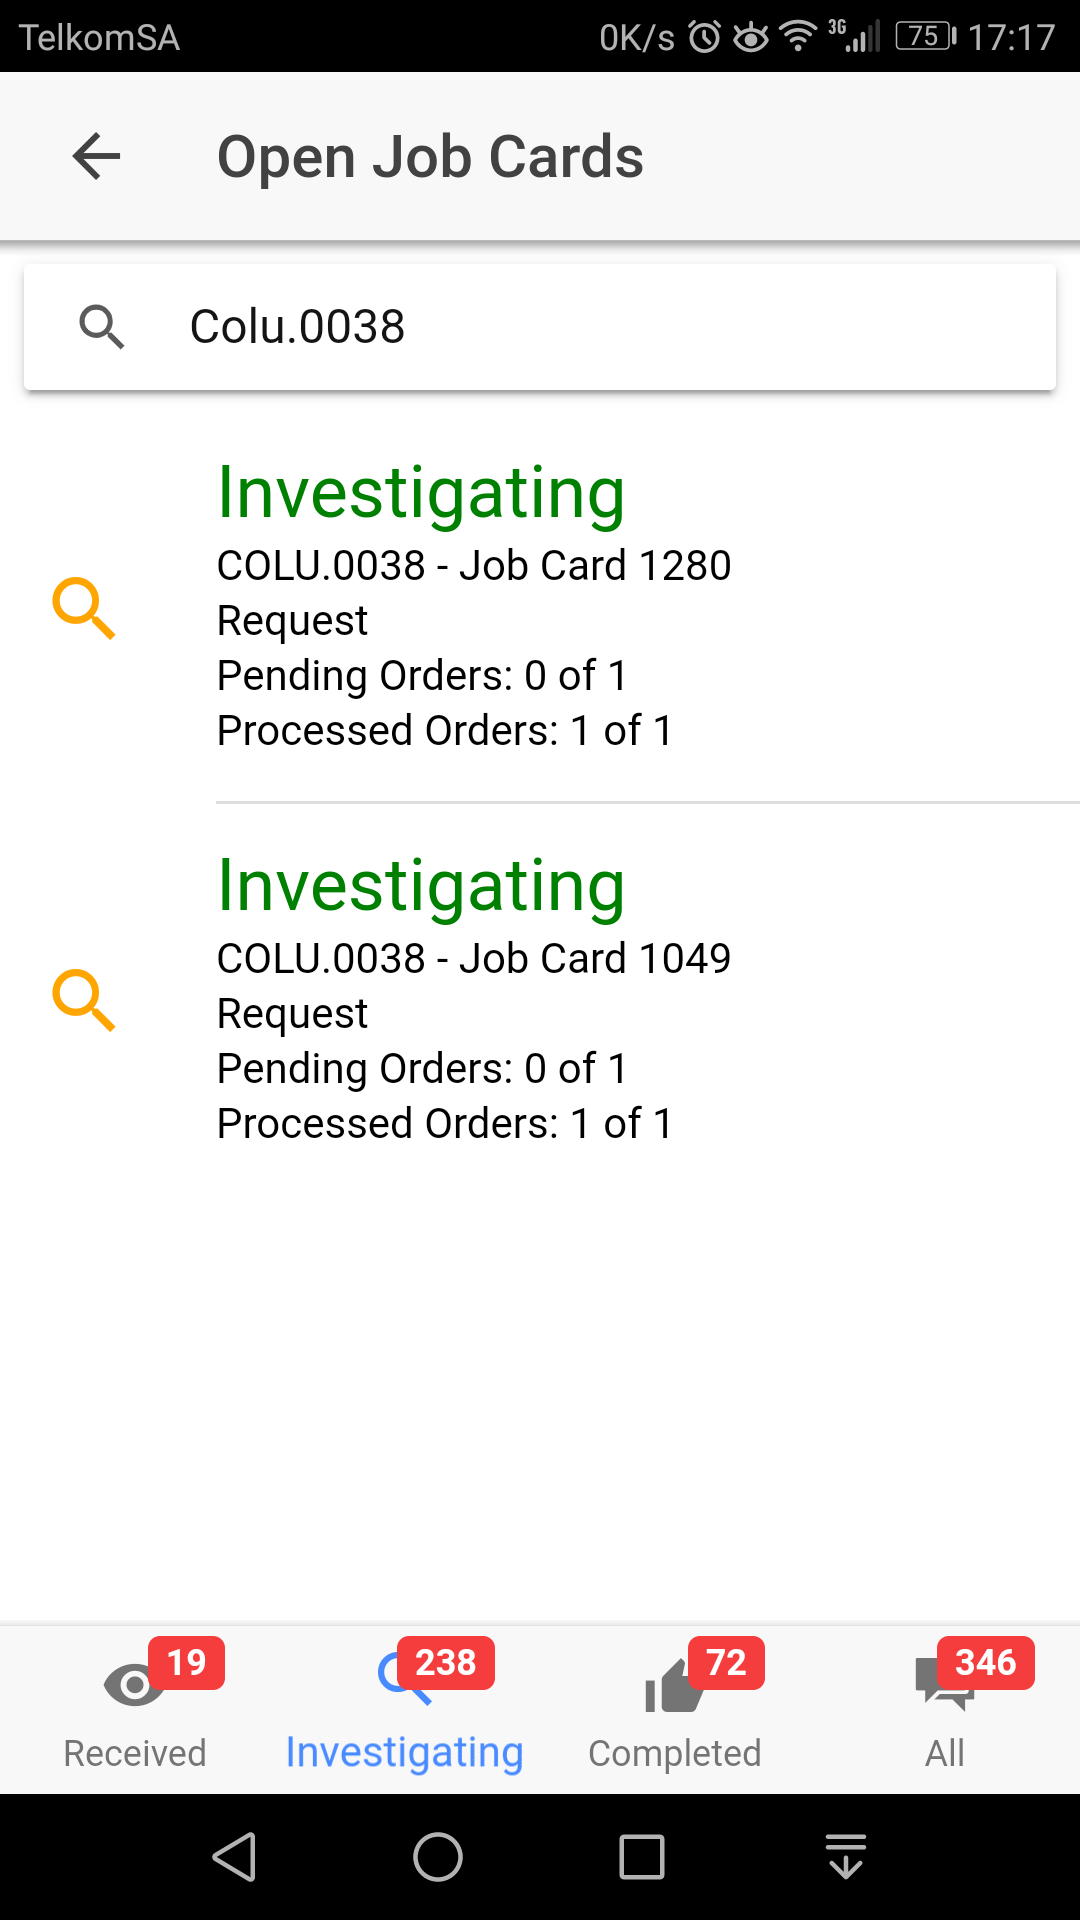 TelkomSA 0K/s 3G 75 17:17
Open Job Cards
Colu.0038
Investigating
COLU.0038 - Job Card 1280
Request
Pending Orders: 0 of 1
Processed Orders: 1 of 1
Investigating
COLU.0038 - Job Card 1049
Request
Pending Orders: 0 of 1
Processed Orders: 1 of 1
19 238 72 346
Received Investigating Completed All